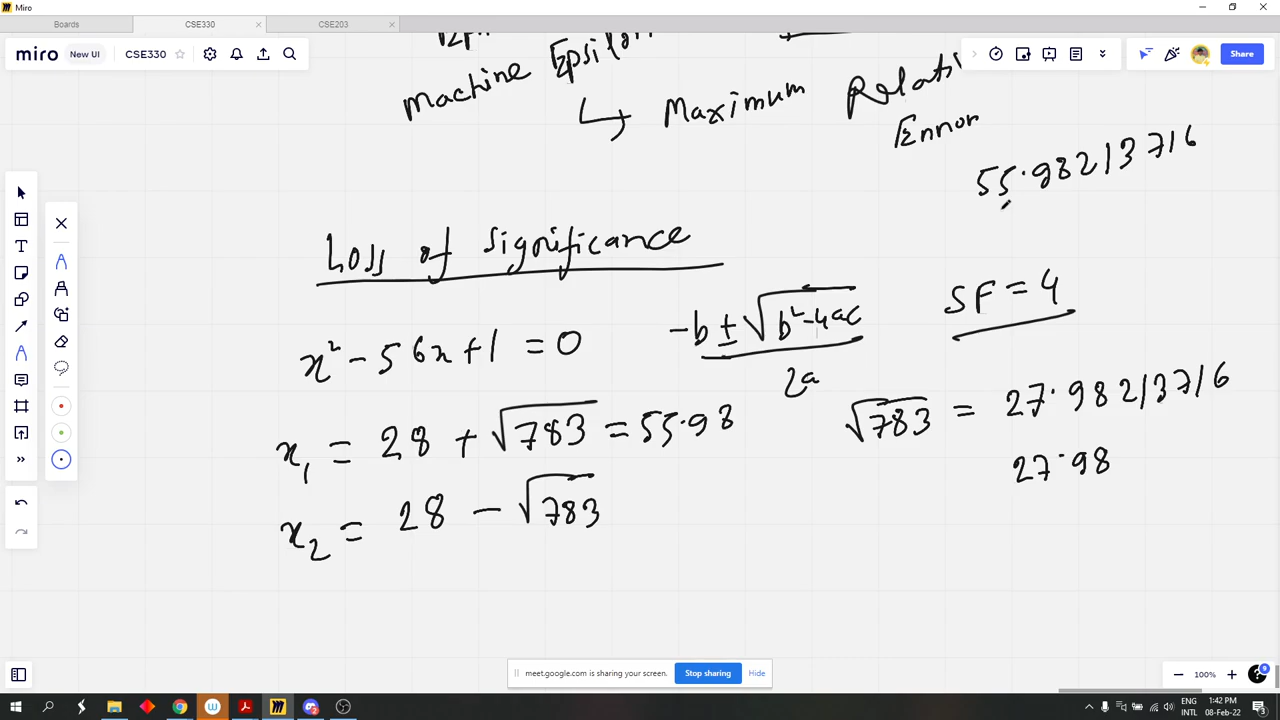 Miro
Boards
CSE330
CSE203
miro New UI CSE330
Share
Machine Epsilon
↳ Maximum Relati
Error
55.98213716
Loss of significance
x² - 56x + 1 = 0
-b ± √b²-4ac
2a
SF = 4
x₁ = 28 + √783 = 55.98
√783 = 27.98213716
27.98
x₂ = 28 - √783
meet.google.com is sharing your screen. Stop sharing Hide
100%
1:42 PM
INTL 08-Feb-22